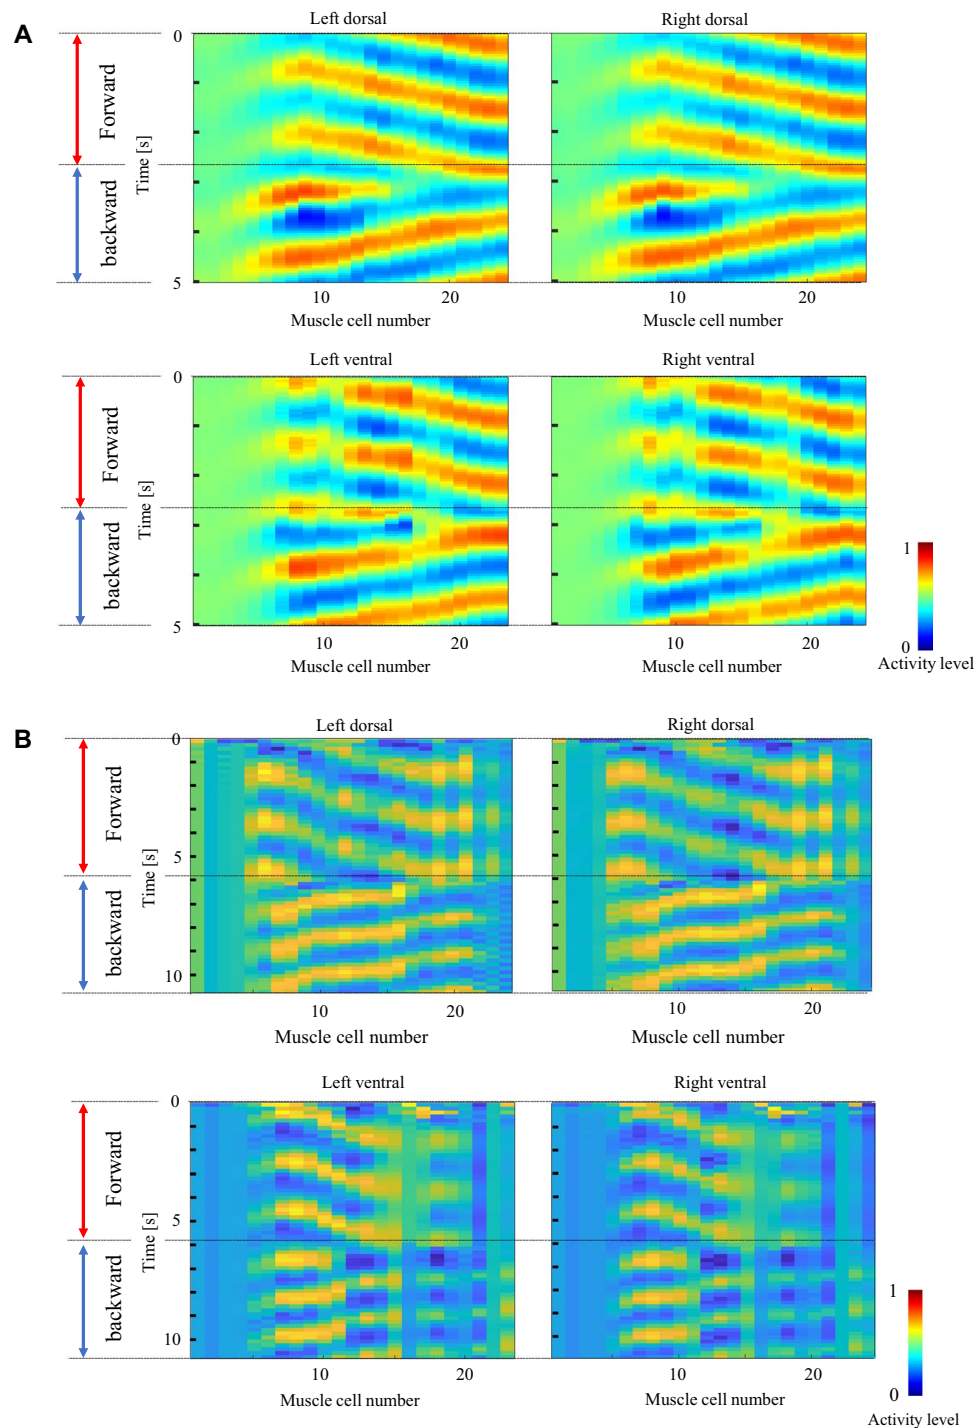 A
Left dorsal
Right dorsal
0
Forward
backward
Time [s]
5
10
20
10
20
Muscle cell number
Muscle cell number
Left ventral
Right ventral
0
Forward
backward
Time [s]
5
10
20
10
20
Muscle cell number
Muscle cell number
1
0
Activity level
B
Left dorsal
Right dorsal
0
Forward
backward
Time [s]
5
10
10
20
10
20
Muscle cell number
Muscle cell number
Left ventral
Right ventral
0
Forward
backward
Time [s]
5
10
10
20
10
20
Muscle cell number
Muscle cell number
1
0
Activity level